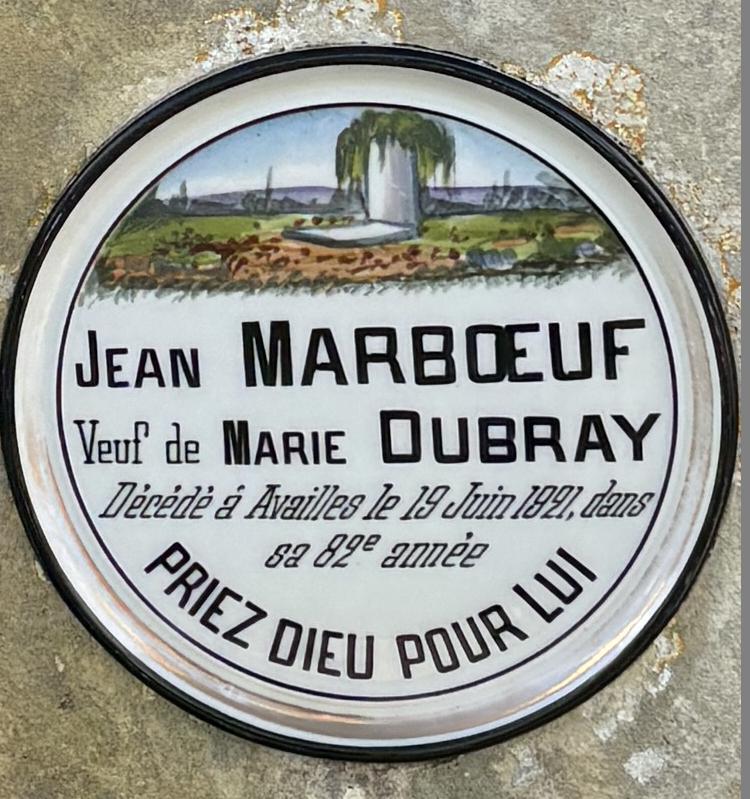 JEAN MARBŒUF
Veuf de MARIE DUBRAY
Décédé á Availles le 19 Juin 1891, dans
sa 82e année
PRIEZ DIEU POUR LUI